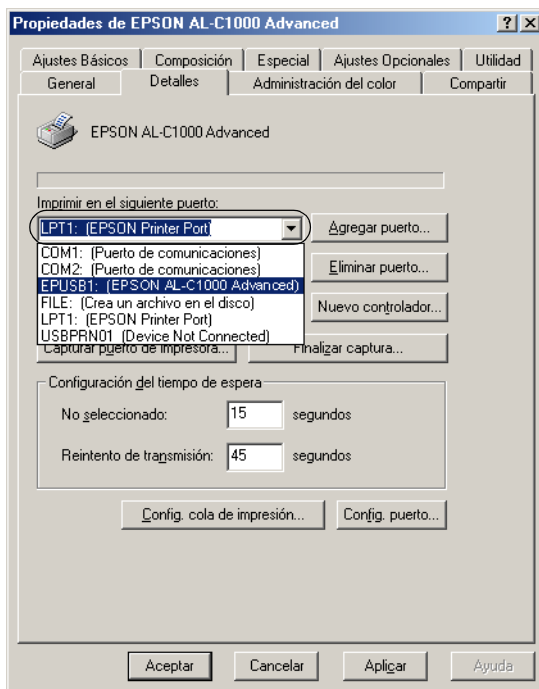 Propiedades de EPSON AL-C1000 Advanced
Ajustes Básicos Composición Especial Ajustes Opcionales Utilidad
General Detalles Administración del color Compartir
EPSON AL-C1000 Advanced
Imprimir en el siguiente puerto:
LPT1: (EPSON Printer Port) Agregar puerto...
COM1: (Puerto de comunicaciones)
COM2: (Puerto de comunicaciones)
Eliminar puerto...
EPUSB1: (EPSON AL-C1000 Advanced)
FILE: (Crea un archivo en el disco)
Nuevo controlador...
LPT1: (EPSON Printer Port)
USBPRN01 (Device Not Connected)
Capturar puerto de impresora... Finalizar captura...
Configuración del tiempo de espera
No seleccionado: 15 segundos
Reintento de transmisión: 45 segundos
Config. cola de impresión... Config. puerto...
Aceptar Cancelar Aplicar Ayuda